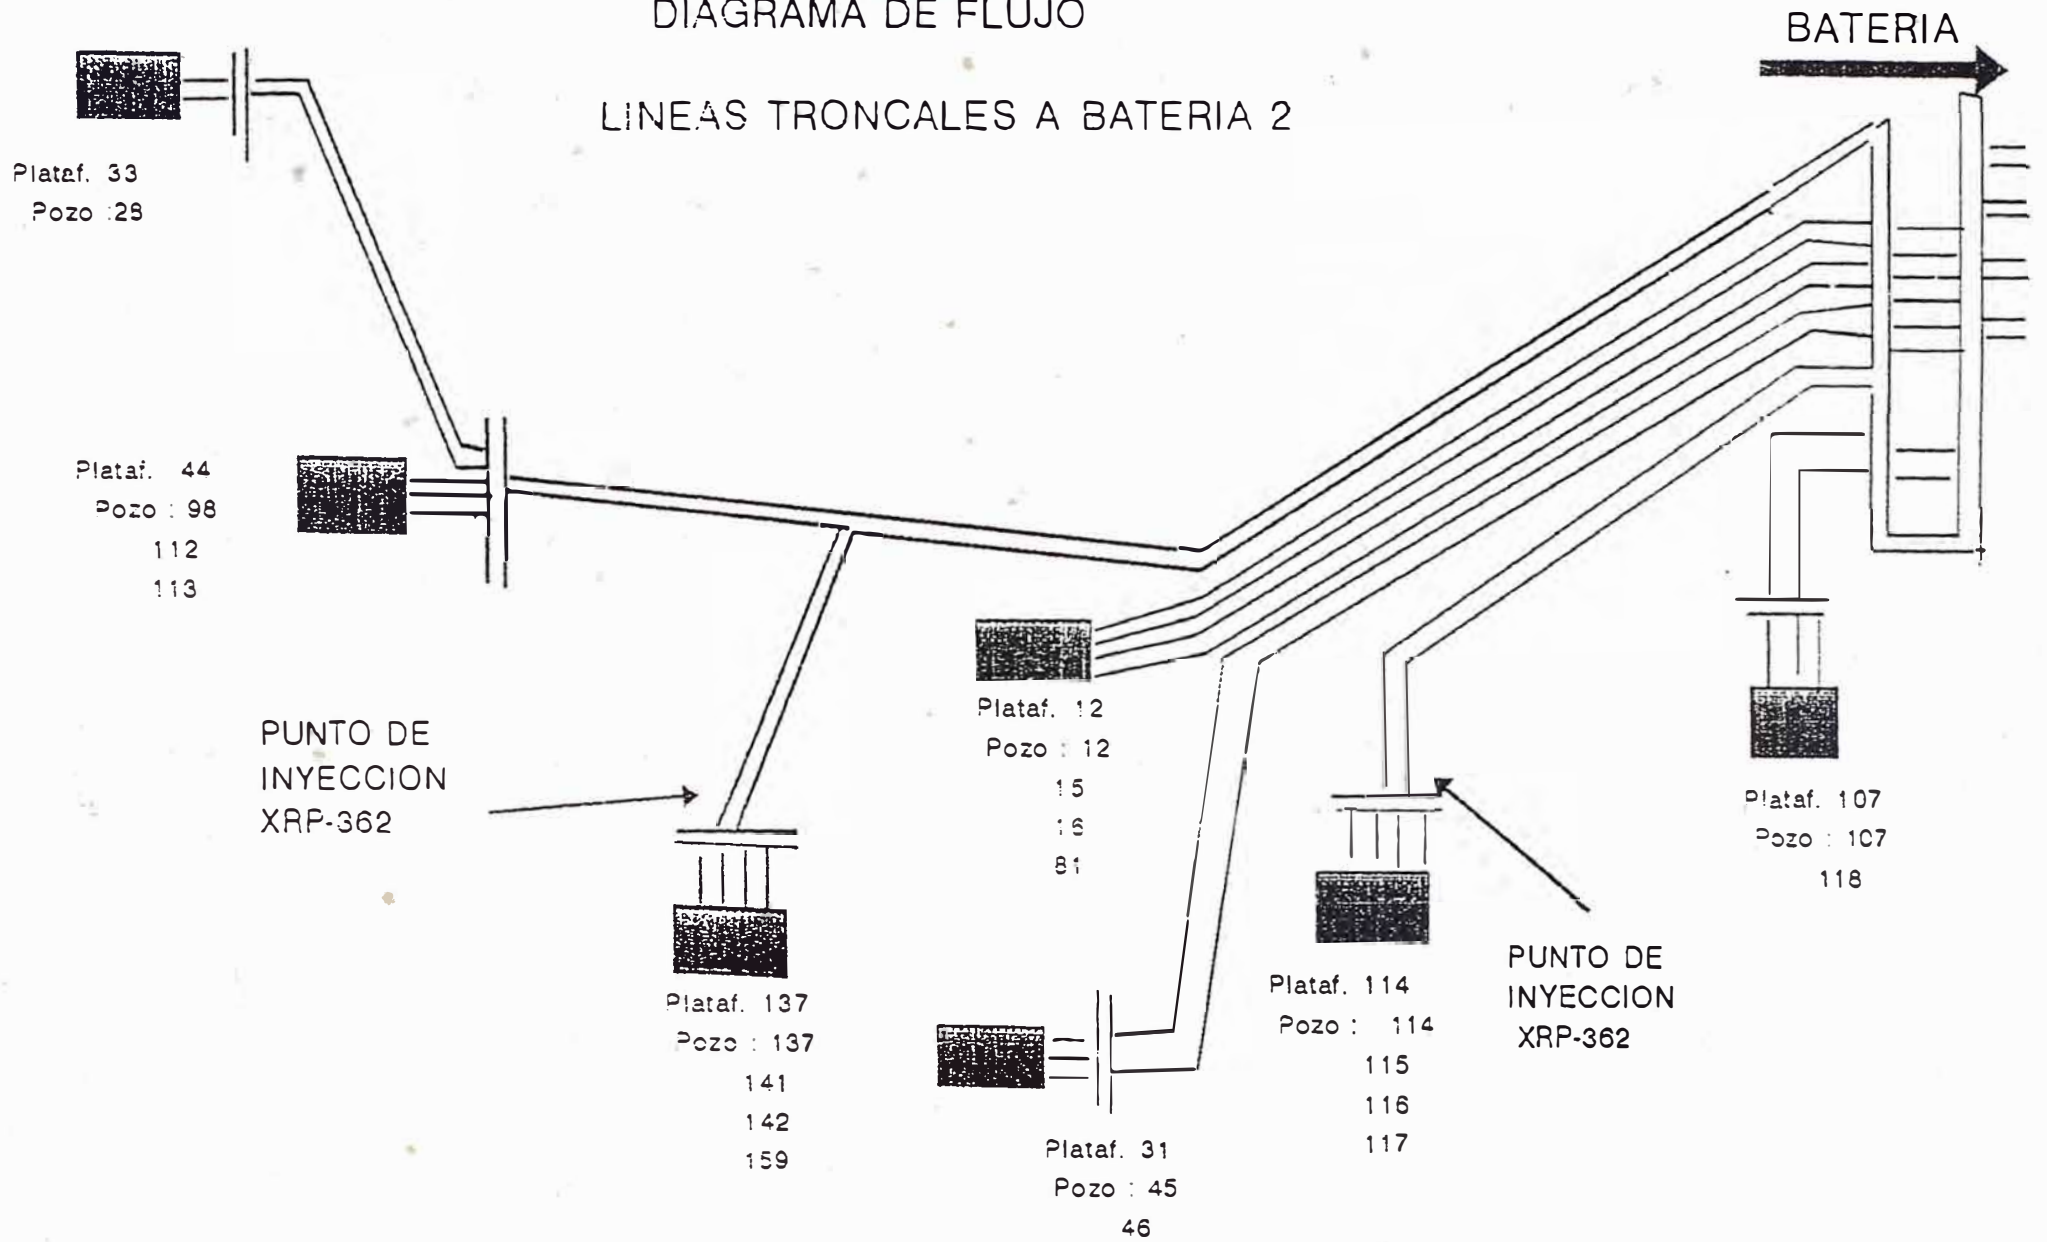 DIAGRAMA DE FLUJO
BATERIA
LINEAS TRONCALES A BATERIA 2
Plataf. 33
Pozo :28
Plataf. 44
Pozo : 98
112
113
PUNTO DE
INYECCION
XRP-362
Plataf. 137
Pozo : 137
141
142
159
Plataf. 12
Pozo : 12
15
16
81
Plataf. 31
Pozo : 45
46
Plataf. 114
Pozo : 114
115
116
117
PUNTO DE
INYECCION
XRP-362
Plataf. 107
Pozo : 107
118